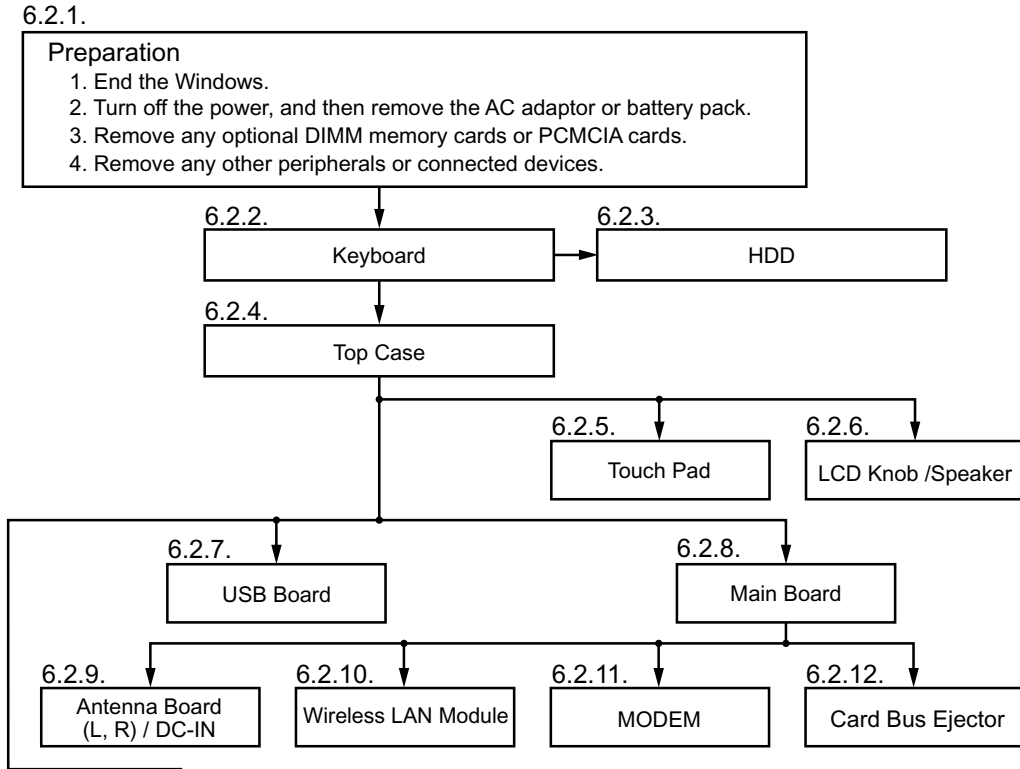 6.2.1.
Preparation
1. End the Windows.
2. Turn off the power, and then remove the AC adaptor or battery pack.
3. Remove any optional DIMM memory cards or PCMCIA cards.
4. Remove any other peripherals or connected devices.
6.2.2.
Keyboard
6.2.3.
HDD
6.2.4.
Top Case
6.2.5.
Touch Pad
6.2.6.
LCD Knob /Speaker
6.2.7.
USB Board
6.2.8.
Main Board
6.2.9.
Antenna Board
(L, R) / DC-IN
6.2.10.
Wireless LAN Module
6.2.11.
MODEM
6.2.12.
Card Bus Ejector